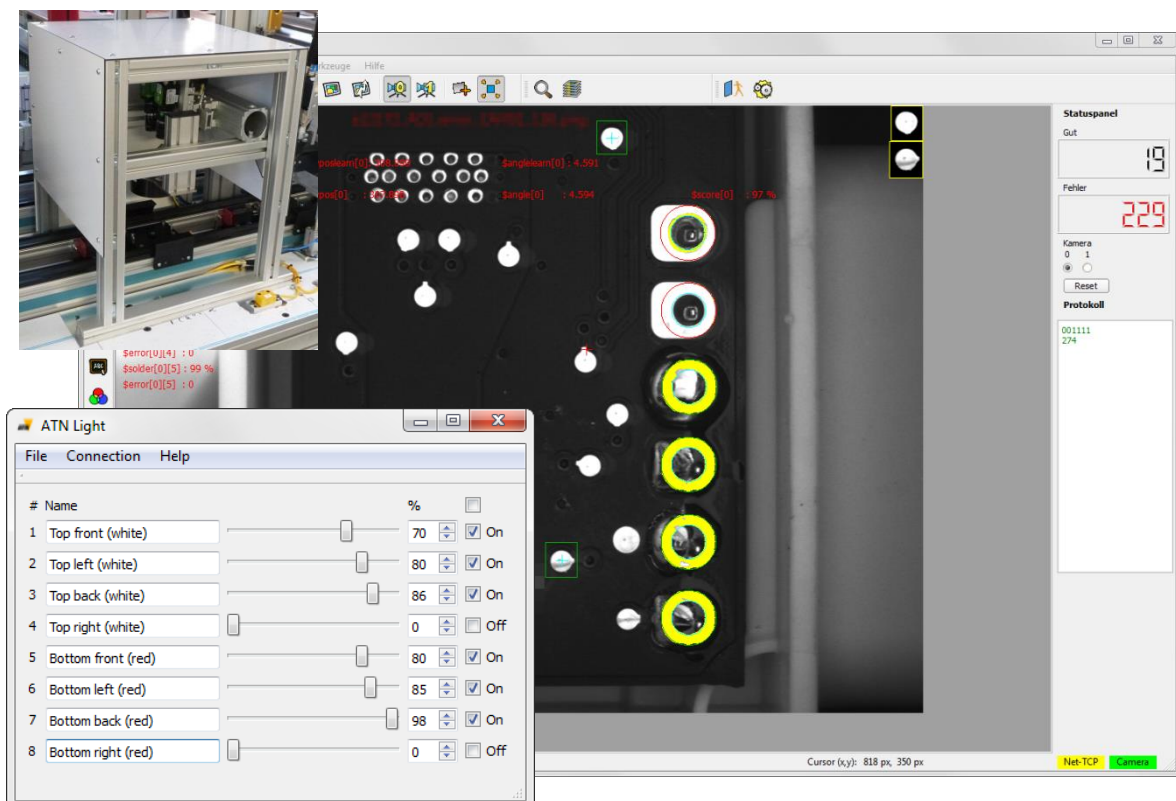 Hilfe
Statuspanel
Gut
19
Fehler
229
Kamera
0 1
Reset
Protokoll
001111
274
$anglelearn[0] : 4.591
$angle[0] : 4.594
$score[0] : 97 %
$error[0][4] : 0
$solder[0][5] : 99 %
$error[0][5] : 0
ATN Light
File Connection Help
# Name %
1 Top front (white) 70 On
2 Top left (white) 80 On
3 Top back (white) 86 On
4 Top right (white) 0 Off
5 Bottom front (red) 80 On
6 Bottom left (red) 85 On
7 Bottom back (red) 98 On
8 Bottom right (red) 0 Off
Cursor (x,y): 818 px, 350 px
Net-TCP Camera